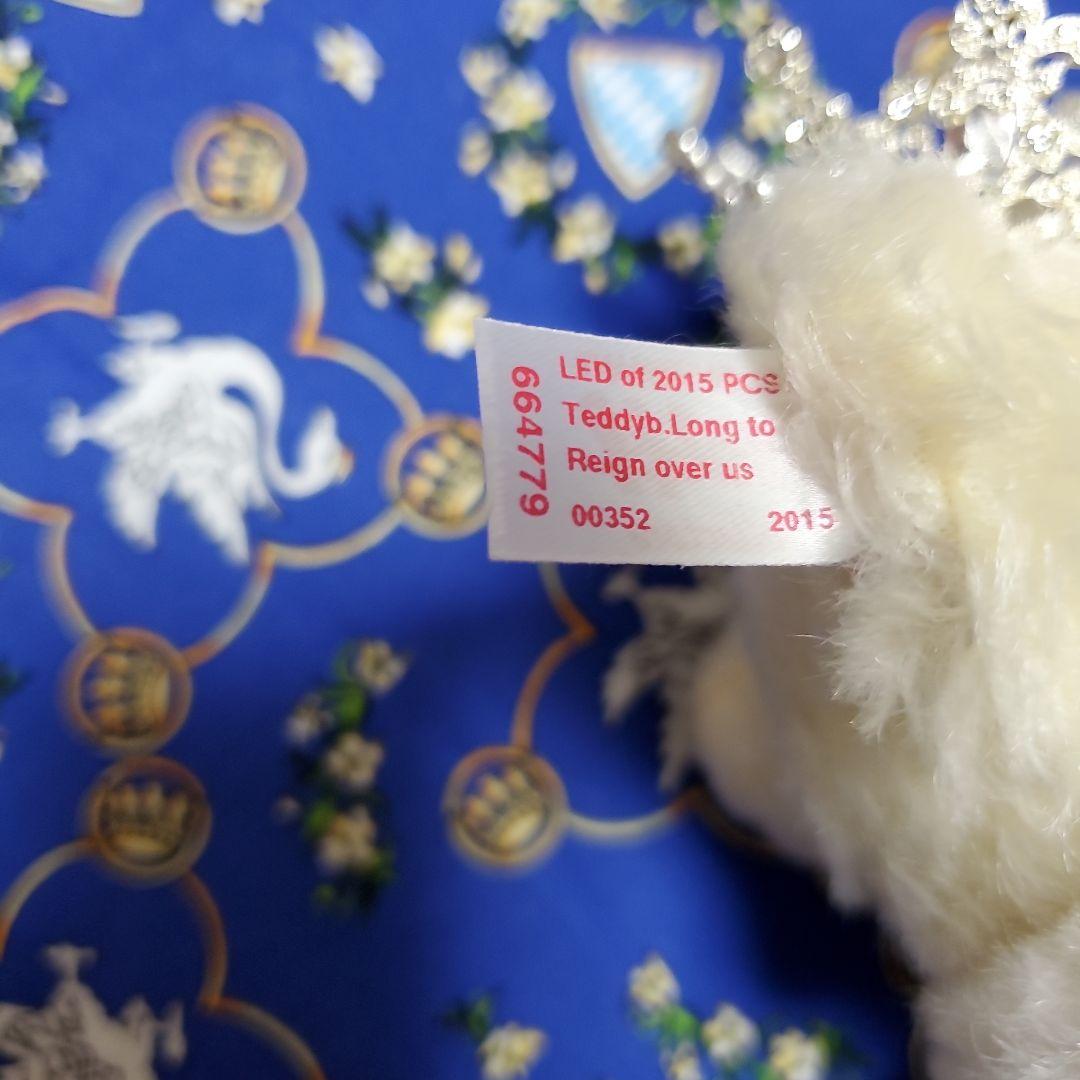 664779
LED of 2015 PCS
Teddyb.Long to
Reign over us
00352 2015